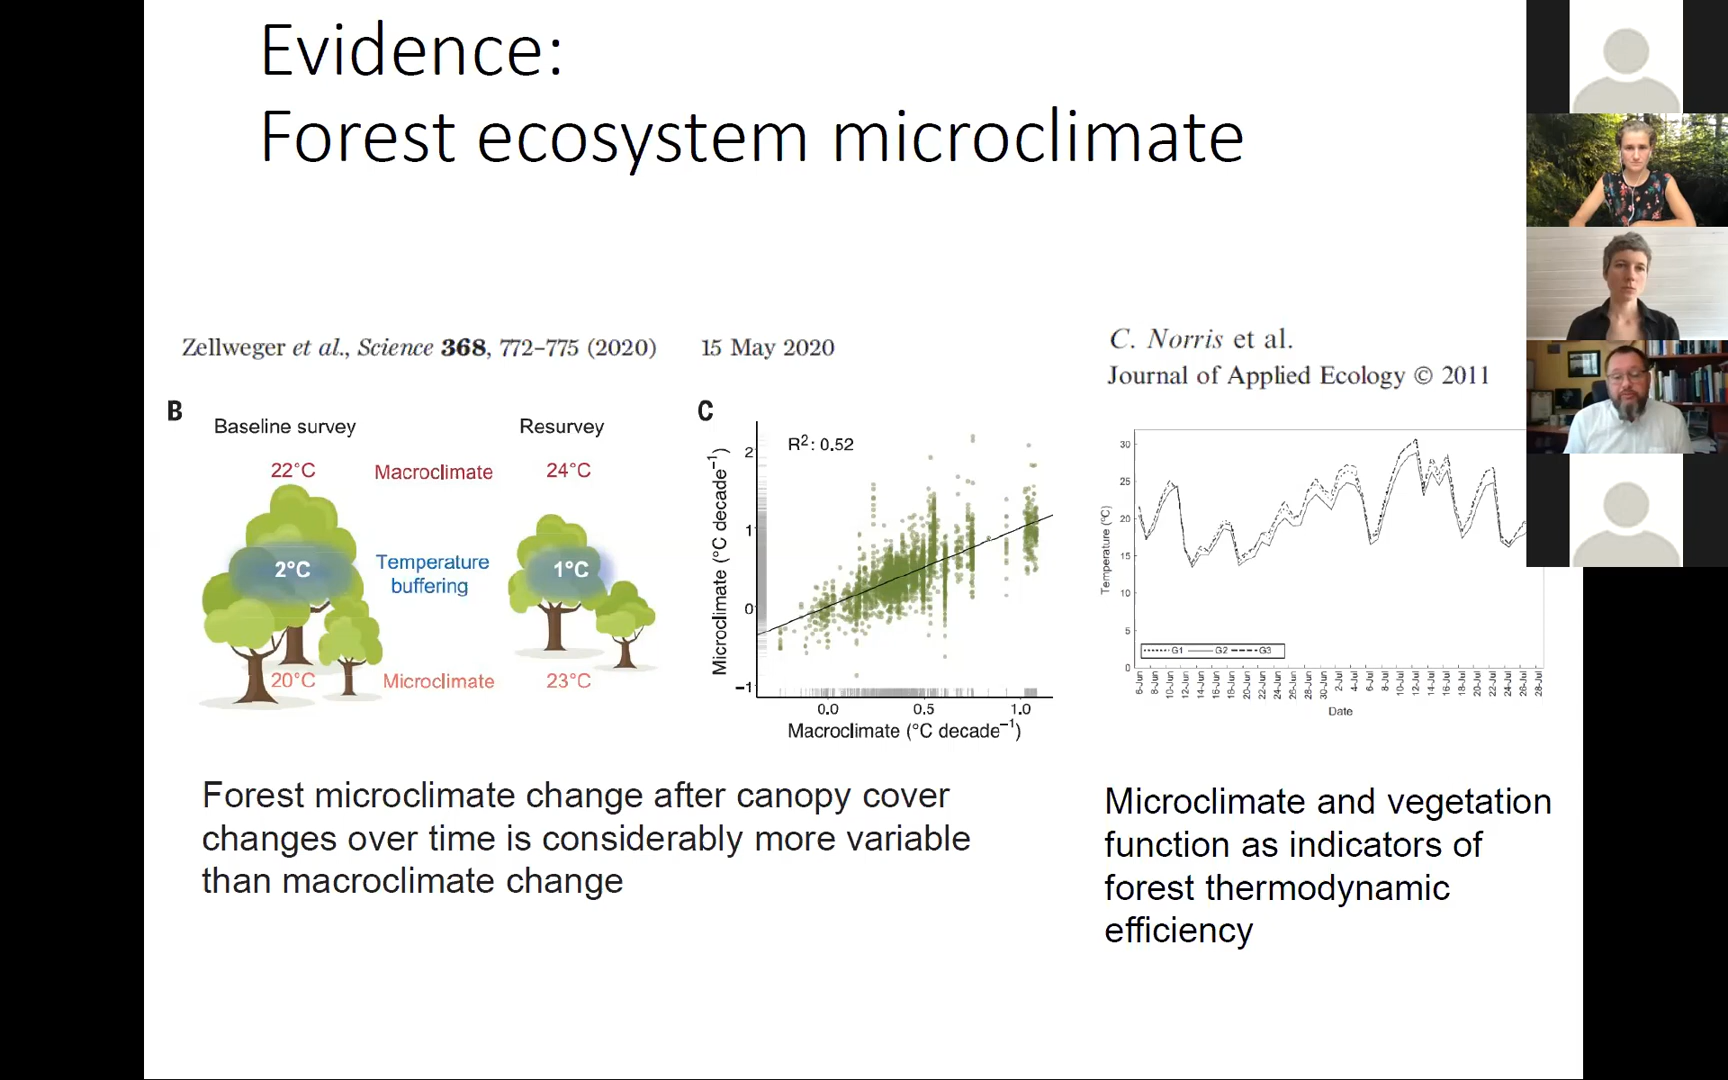 Evidence:
Forest ecosystem microclimate
Zellweger et al., Science 368, 772–775 (2020)
15 May 2020
C. Norris et al.
Journal of Applied Ecology © 2011
B
Baseline survey
Resurvey
22°C
Macroclimate
24°C
2°C
Temperature
buffering
1°C
20°C
Microclimate
23°C
C
R²: 0.52
Microclimate (°C decade⁻¹)
2
1
0
−1
0.0
0.5
1.0
Macroclimate (°C decade⁻¹)
Temperature (°C)
30
25
20
15
10
5
0
G1
G2
G3
6-Jun
8-Jun
10-Jun
12-Jun
14-Jun
16-Jun
18-Jun
20-Jun
22-Jun
24-Jun
26-Jun
28-Jun
30-Jun
2-Jul
4-Jul
6-Jul
8-Jul
10-Jul
12-Jul
14-Jul
16-Jul
18-Jul
20-Jul
22-Jul
24-Jul
26-Jul
28-Jul
Date
Forest microclimate change after canopy cover
changes over time is considerably more variable
than macroclimate change
Microclimate and vegetation
function as indicators of
forest thermodynamic
efficiency